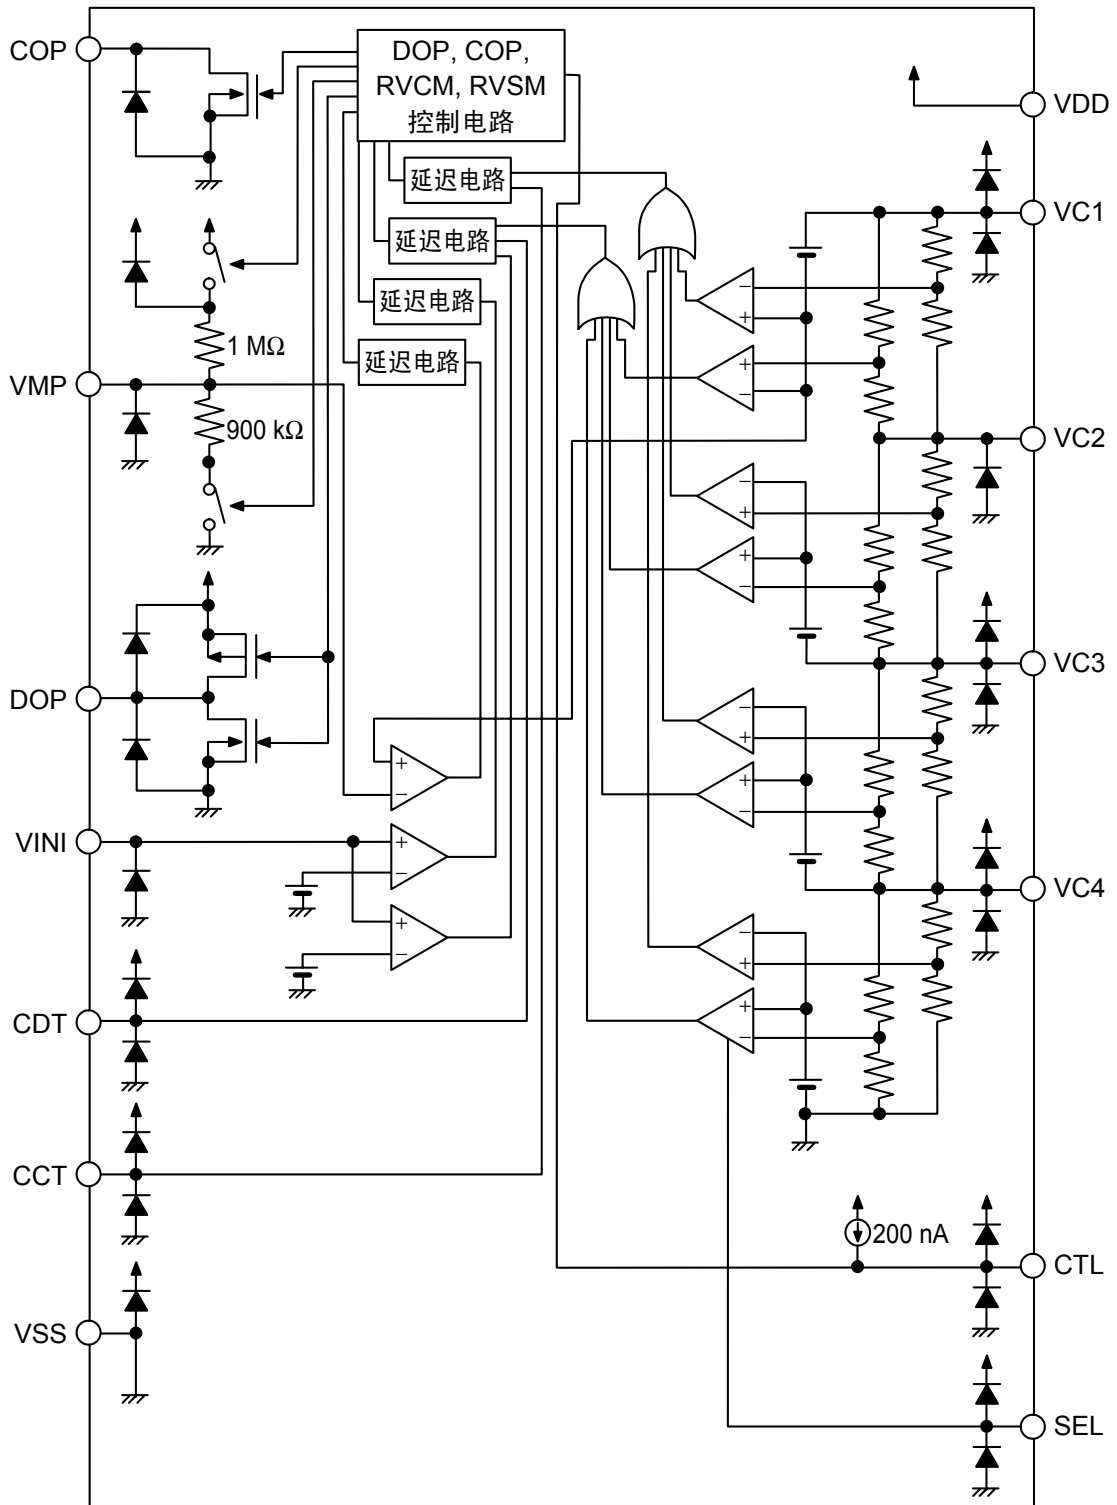 COP
DOP, COP,
RVCM, RVSM
控制电路
VDD
延迟电路
VC1
延迟电路
延迟电路
1 MΩ
延迟电路
VMP
900 kΩ
VC2
VC3
DOP
VINI
VC4
CDT
CCT
200 nA
CTL
VSS
SEL